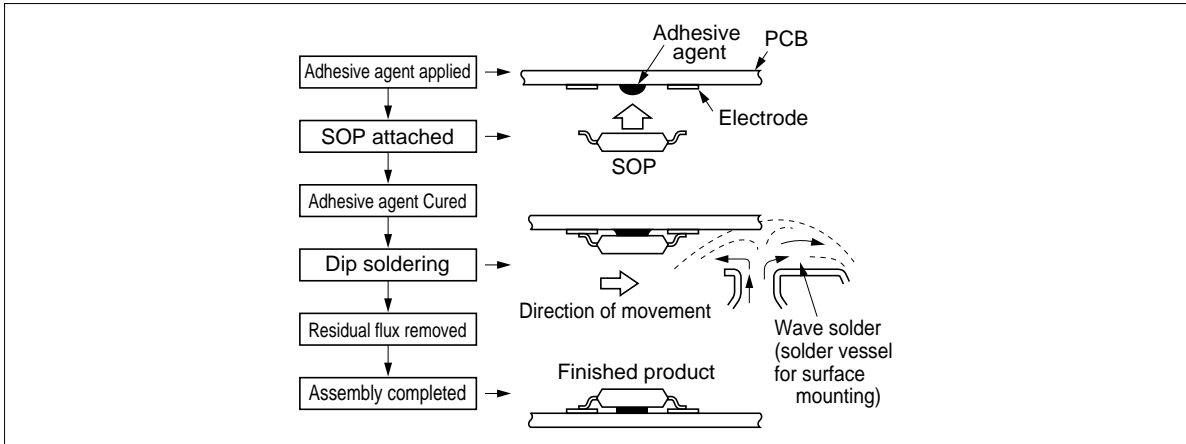 Adhesive agent applied
Adhesive
agent
PCB
Electrode
SOP attached
SOP
Adhesive agent Cured
Dip soldering
Direction of movement
Wave solder
(solder vessel
for surface
mounting)
Residual flux removed
Assembly completed
Finished product